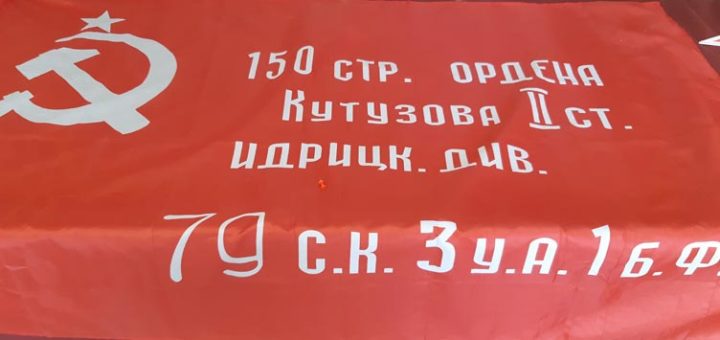 150 СТР. ОРДЕНА
КУТУЗОВА II СТ.
ИДРИЦК. ДИВ.
79 С.К. 3 У.А. 1 Б. Ф.